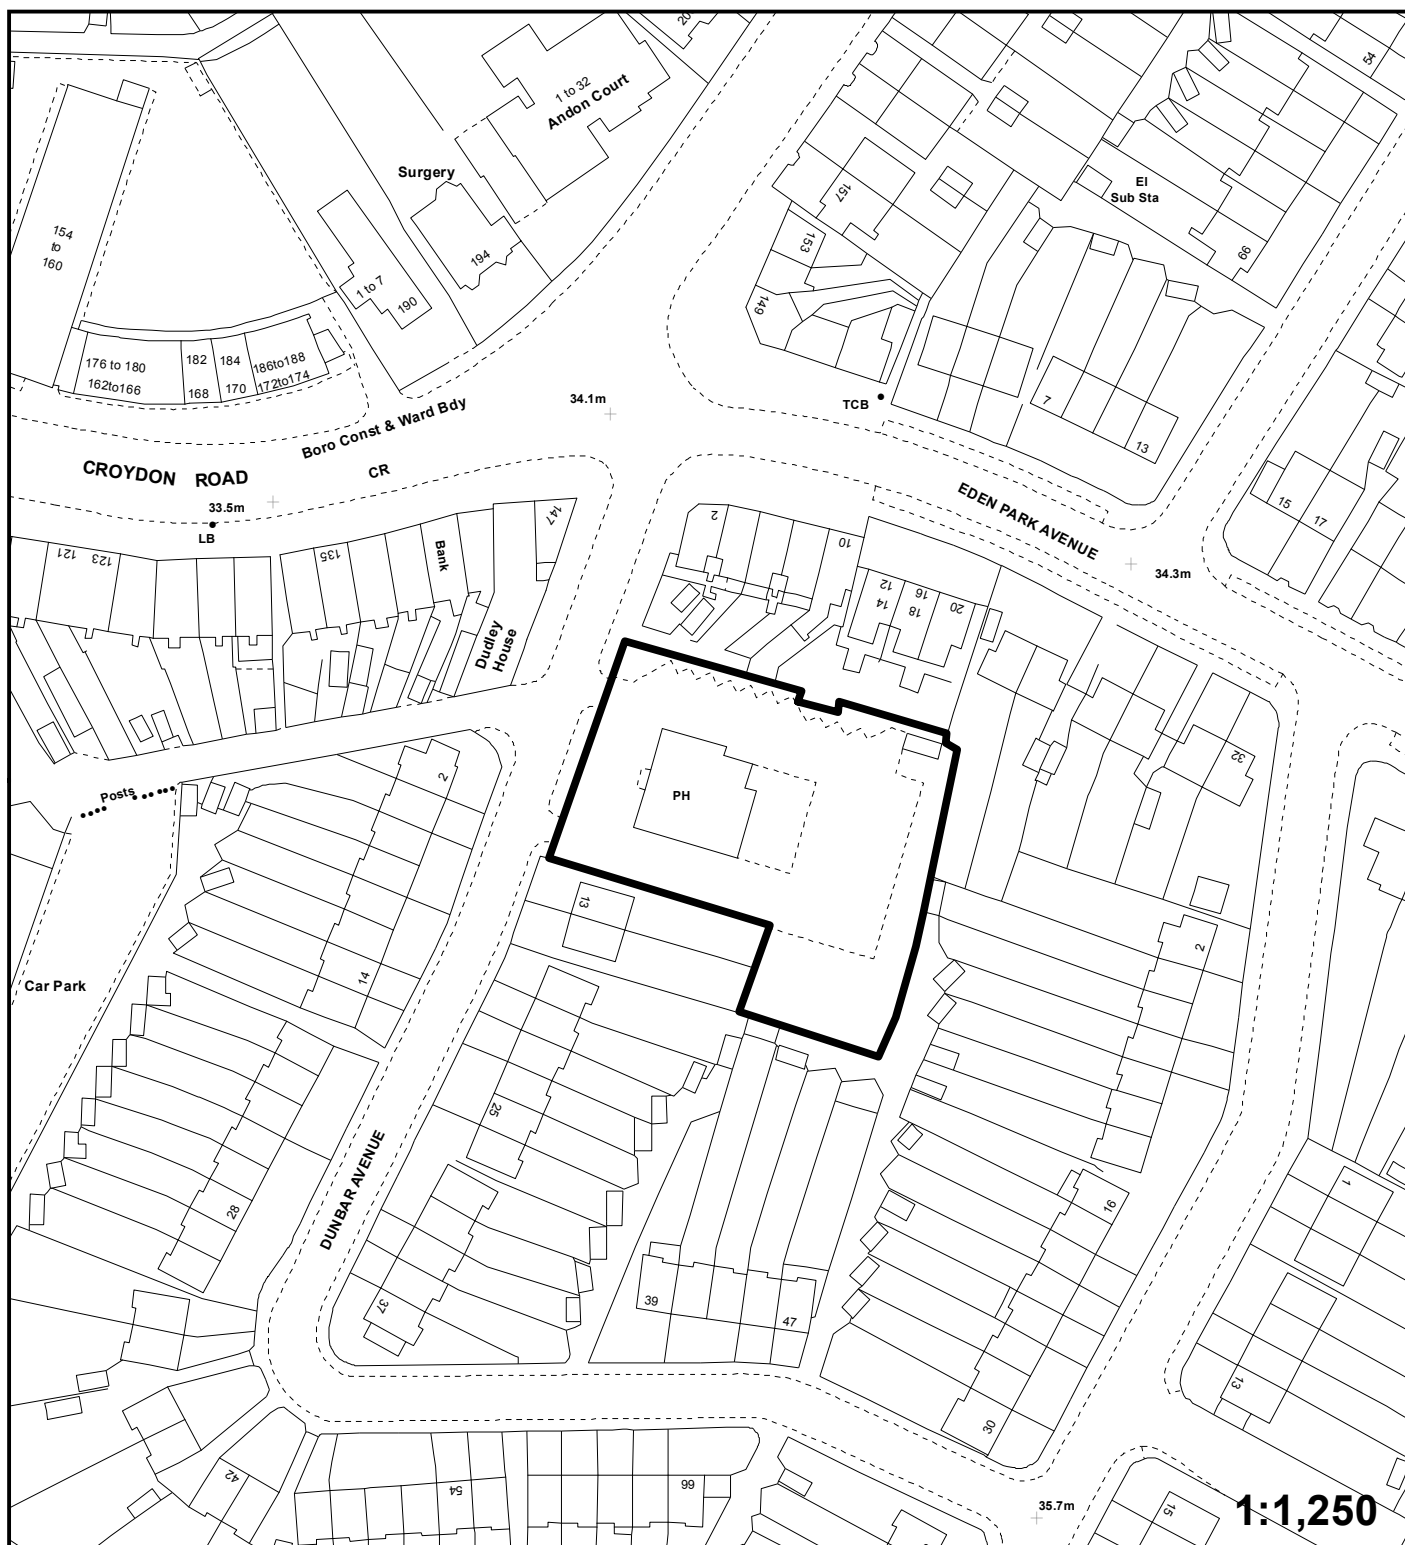 20
54
1 to 32
Andon Court
Surgery
El
Sub Sta
157
153
149
99
154
to
160
194
1 to 7
190
176 to 180
182
184
186to188
162to166
168
170
172to174
34.1m
TCB
7
13
Boro Const & Ward Bdy
CROYDON ROAD
CR
33.5m
LB
EDEN PARK AVENUE
15
17
34.3m
121
123
135
Bank
147
Dudley
House
2
10
12
14
16
18
20
32
PH
Posts
2
13
14
2
Car Park
25
28
DUNBAR AVENUE
16
1
39
47
37
13
30
42
54
66
35.7m
15
1:1,250